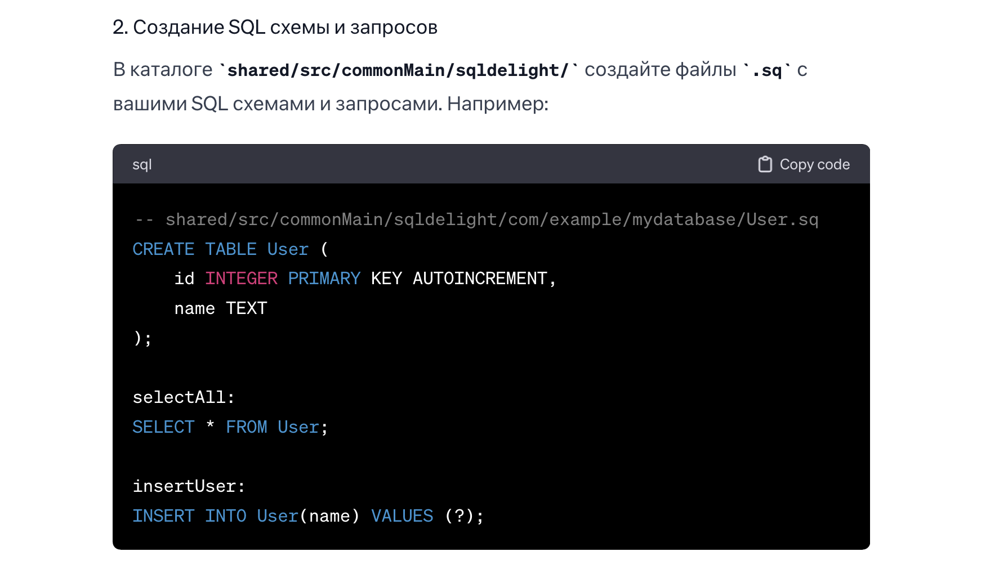 2. Создание SQL схемы и запросов
В каталоге `shared/src/commonMain/sqldelight/` создайте файлы `.sq` с
вашими SQL схемами и запросами. Например:
sql
Copy code
-- shared/src/commonMain/sqldelight/com/example/mydatabase/User.sq
CREATE TABLE User (
    id INTEGER PRIMARY KEY AUTOINCREMENT,
    name TEXT
);
selectAll:
SELECT * FROM User;
insertUser:
INSERT INTO User(name) VALUES (?);